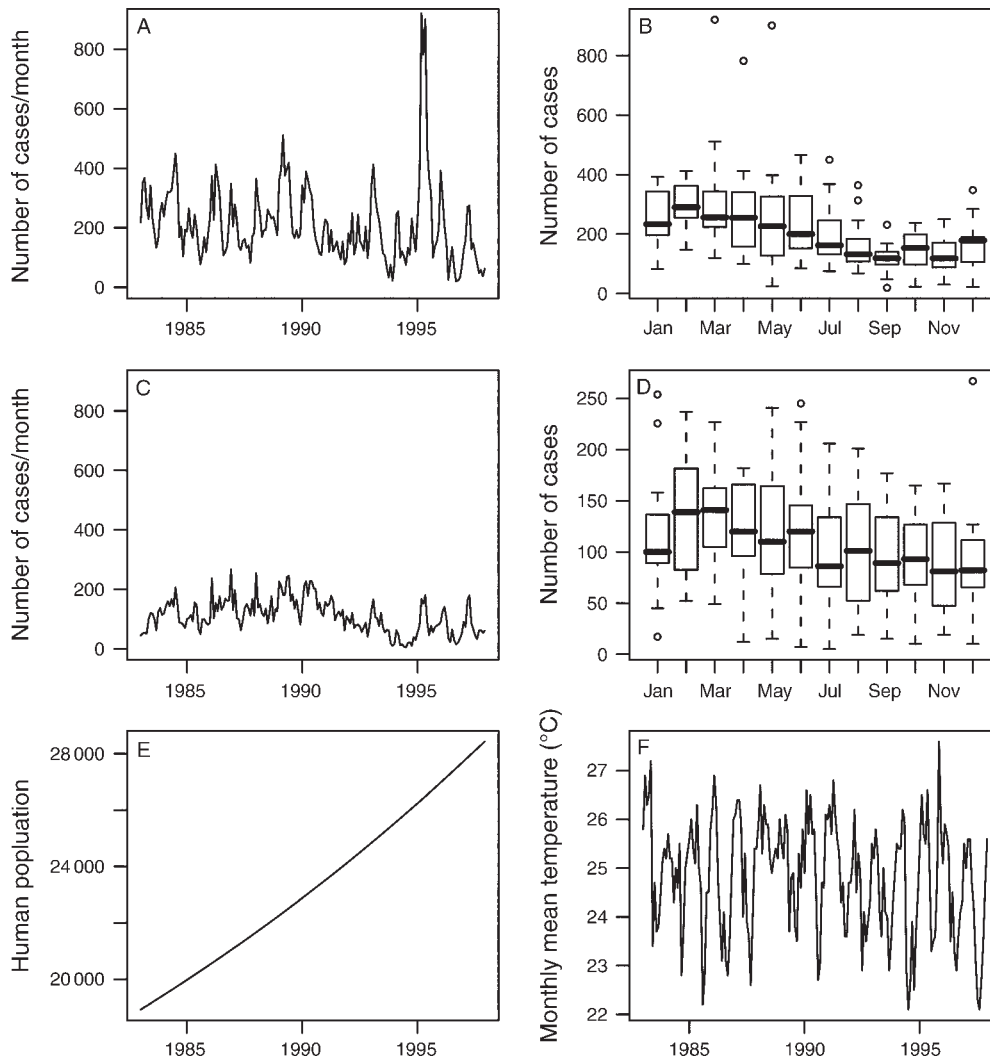 A
Number of cases/month
800
600
400
200
0
1985
1990
1995
B
Number of cases
800
600
400
200
0
Jan
Mar
May
Jul
Sep
Nov
C
Number of cases/month
800
600
400
200
0
1985
1990
1995
D
Number of cases
250
200
150
100
50
0
Jan
Mar
May
Jul
Sep
Nov
E
Human popluation
28 000
24 000
20 000
1985
1990
1995
F
Monthly mean temperature (°C)
27
26
25
24
23
22
1985
1990
1995